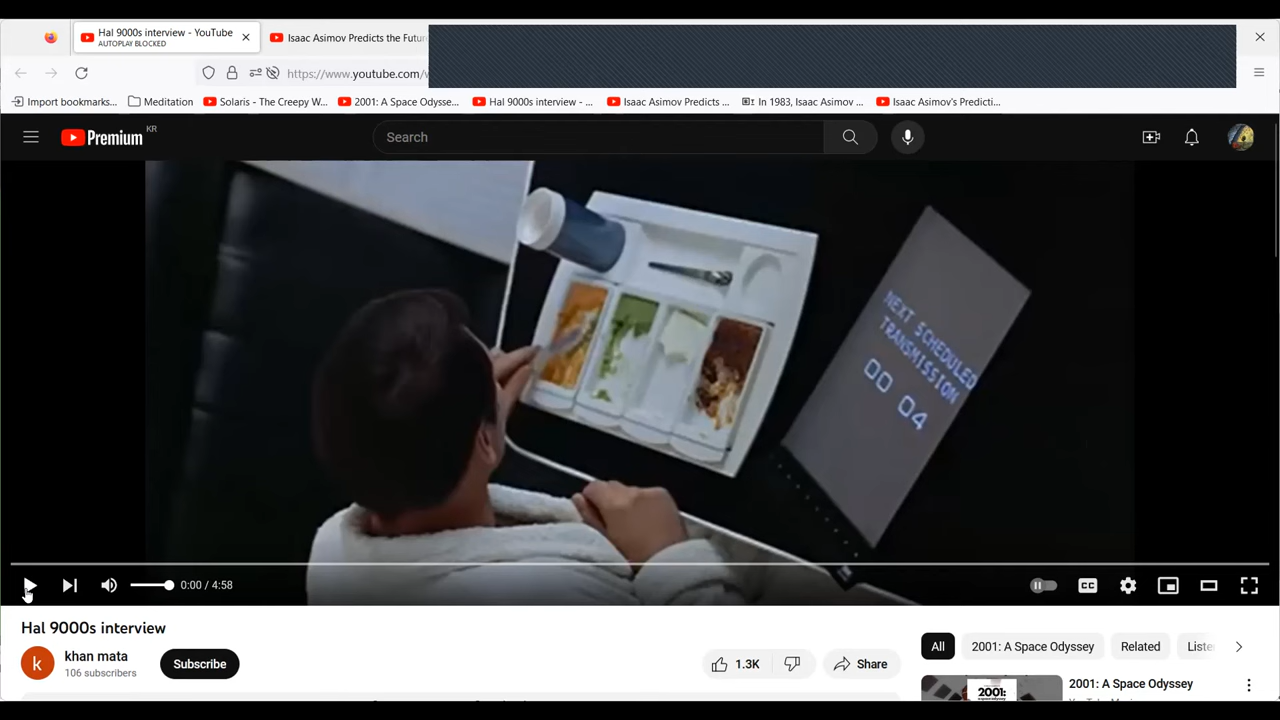 Hal 9000s interview - YouTube
AUTOPLAY BLOCKED
Isaac Asimov Predicts the Futu
https://www.youtube.com/
Import bookmarks...
Meditation
Solaris - The Creepy W...
2001: A Space Odysse...
Hal 9000s interview - ...
Isaac Asimov Predicts ...
In 1983, Isaac Asimov ...
Isaac Asimov's Predicti...
Premium KR
Search
NEXT SCHEDULED
TRANSMISSION
00 04
0:00 / 4:58
CC
Hal 9000s interview
k
khan mata
106 subscribers
Subscribe
1.3K
Share
All
2001: A Space Odyssey
Related
Liste
2001:
2001: A Space Odyssey